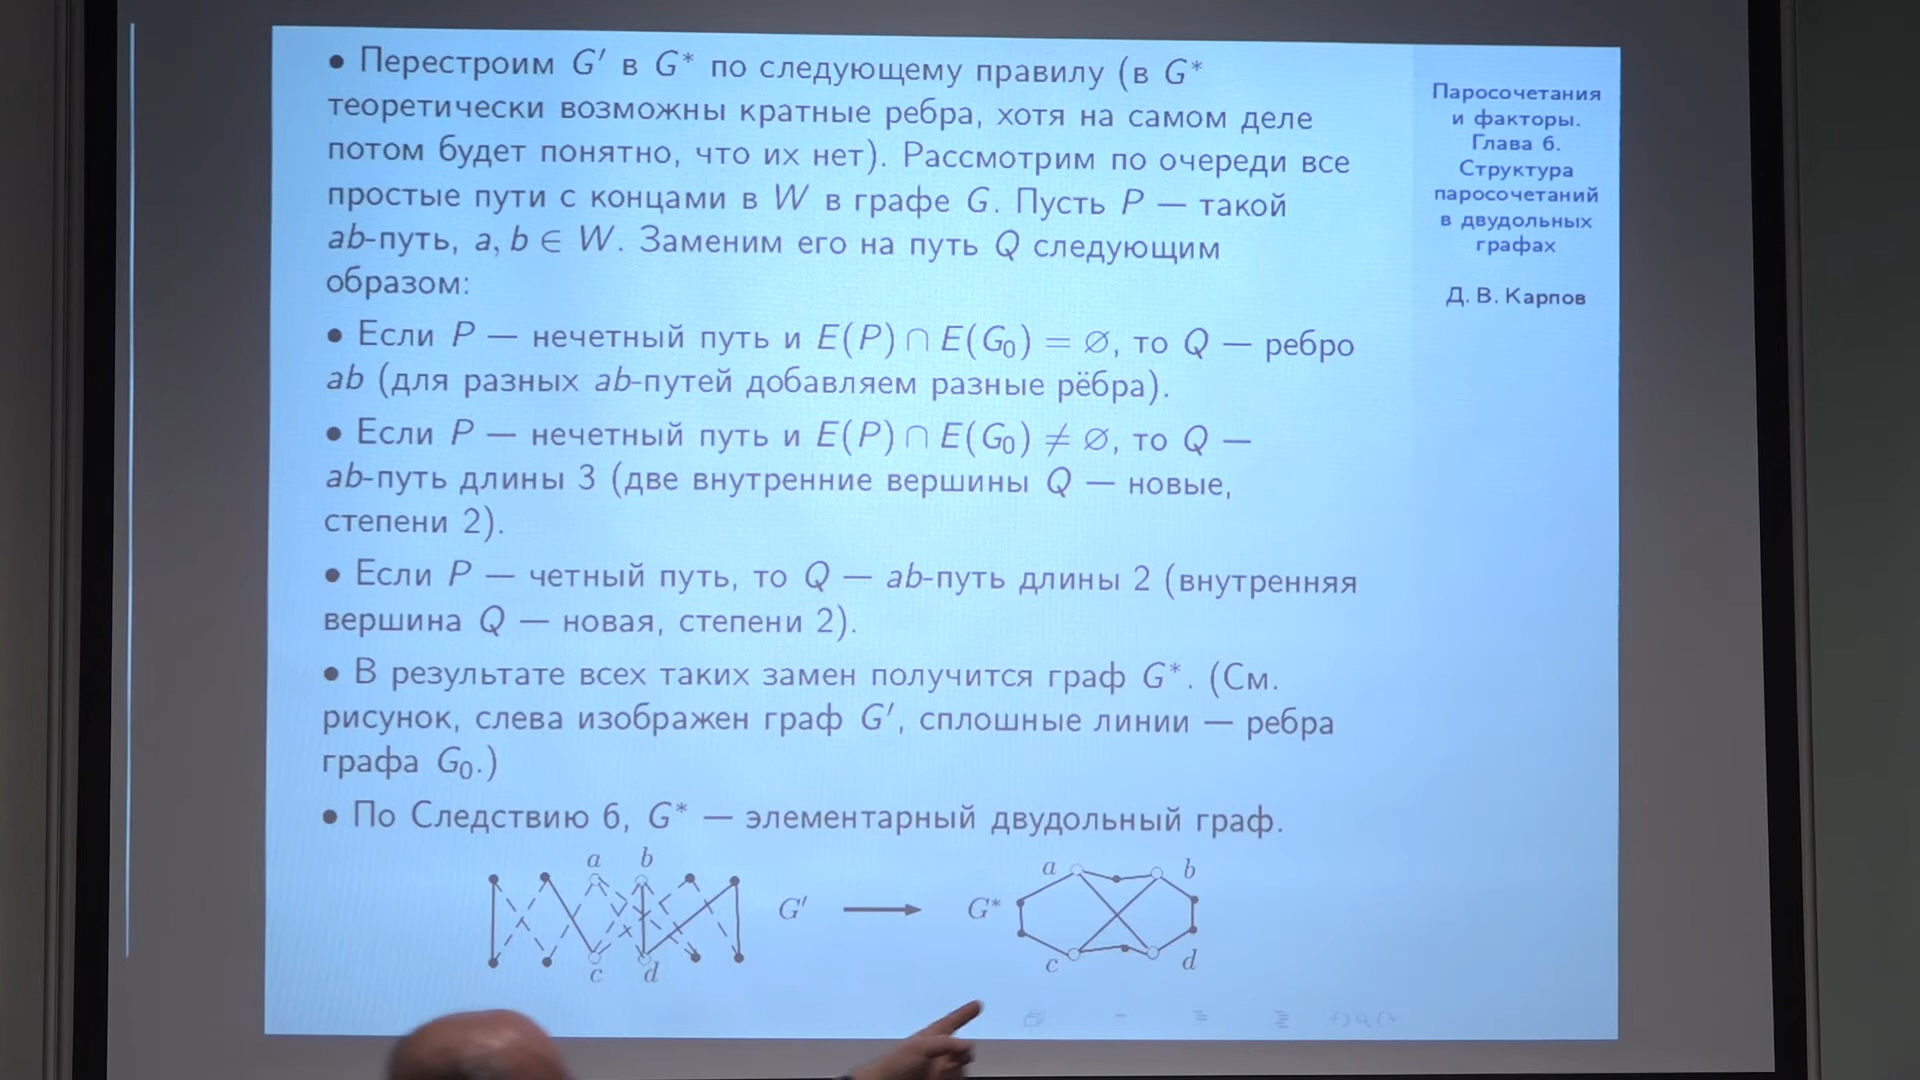 • Перестроим G′ в G* по следующему правилу (в G*
теоретически возможны кратные ребра, хотя на самом деле
потом будет понятно, что их нет). Рассмотрим по очереди все
простые пути с концами в W в графе G. Пусть P — такой
ab-путь, a, b ∈ W. Заменим его на путь Q следующим
образом:
• Если P — нечетный путь и E(P) ∩ E(G₀) = ∅, то Q — ребро
ab (для разных ab-путей добавляем разные рёбра).
• Если P — нечетный путь и E(P) ∩ E(G₀) ≠ ∅, то Q —
ab-путь длины 3 (две внутренние вершины Q — новые,
степени 2).
• Если P — четный путь, то Q — ab-путь длины 2 (внутренняя
вершина Q — новая, степени 2).
• В результате всех таких замен получится граф G*. (См.
рисунок, слева изображен граф G′, сплошные линии — ребра
графа G₀.)
• По Следствию 6, G* — элементарный двудольный граф.
a b
G′
c d
a b
G*
c d
Паросочетания
и факторы.
Глава 6.
Структура
паросочетаний
в двудольных
графах
Д. В. Карпов